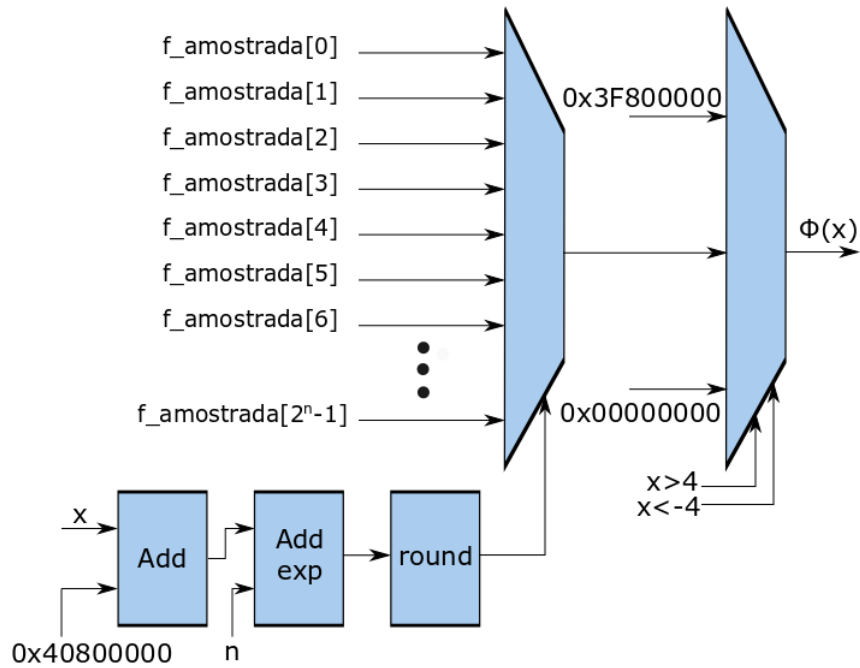 f_amostrada[0]
f_amostrada[1]
f_amostrada[2]
f_amostrada[3]
f_amostrada[4]
f_amostrada[5]
f_amostrada[6]
f_amostrada[2ⁿ-1]
0x3F800000
Φ(x)
0x00000000
x>4
x<-4
x
Add
Add
exp
round
0x40800000
n